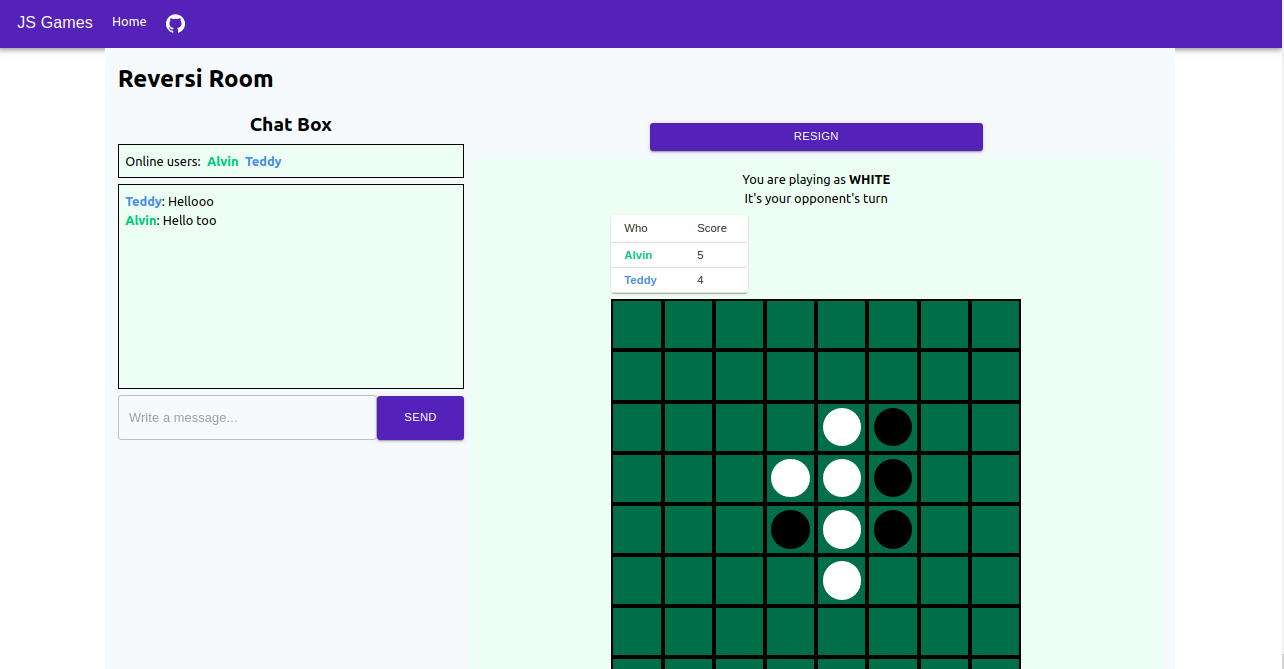 JS Games Home
Reversi Room
Chat Box
Online users: Alvin Teddy
Teddy: Hellooo
Alvin: Hello too
Write a message...
SEND
RESIGN
You are playing as WHITE
It's your opponent's turn
Who Score
Alvin 5
Teddy 4